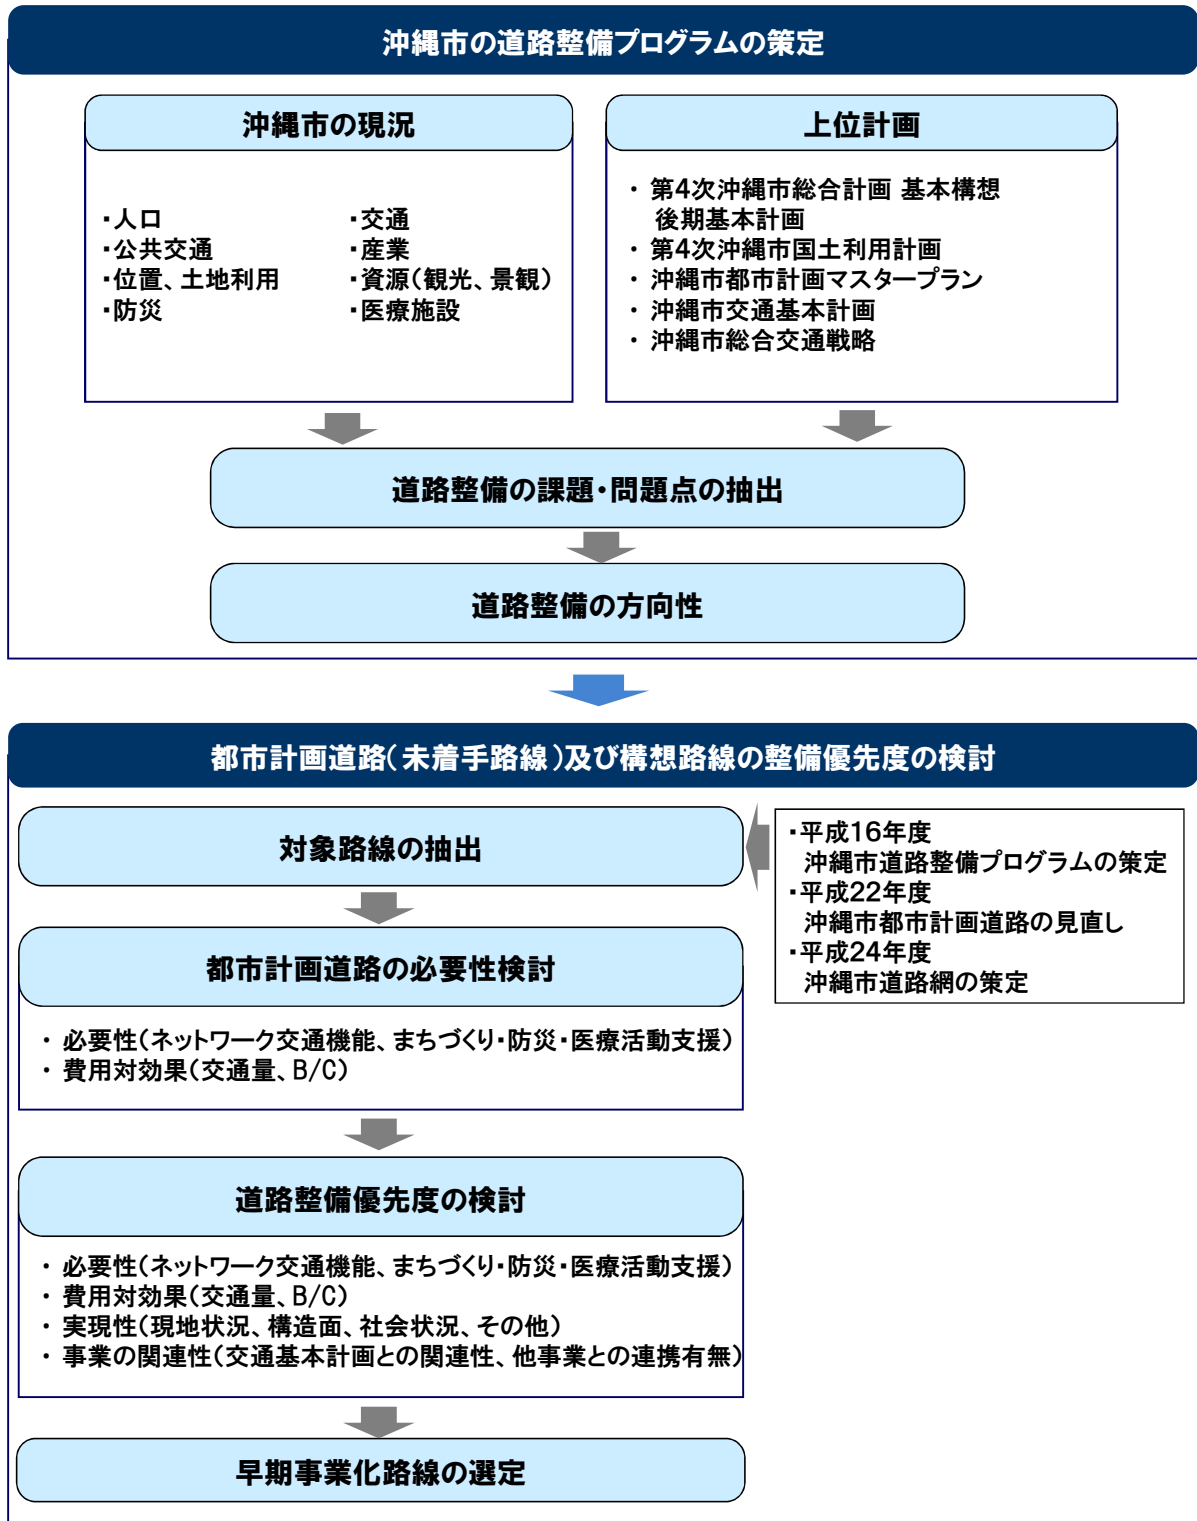 沖縄市の道路整備プログラムの策定
沖縄市の現況
・人口
・公共交通
・位置、土地利用
・防災
・交通
・産業
・資源（観光、景観）
・医療施設
上位計画
・ 第4次沖縄市総合計画 基本構想
後期基本計画
・ 第4次沖縄市国土利用計画
・ 沖縄市都市計画マスタープラン
・ 沖縄市交通基本計画
・ 沖縄市総合交通戦略
道路整備の課題・問題点の抽出
道路整備の方向性
都市計画道路（未着手路線）及び構想路線の整備優先度の検討
対象路線の抽出
・平成16年度
沖縄市道路整備プログラムの策定
・平成22年度
沖縄市都市計画道路の見直し
・平成24年度
沖縄市道路網の策定
都市計画道路の必要性検討
・ 必要性（ネットワーク交通機能、まちづくり・防災・医療活動支援）
・ 費用対効果（交通量、B/C）
道路整備優先度の検討
・ 必要性（ネットワーク交通機能、まちづくり・防災・医療活動支援）
・ 費用対効果（交通量、B/C）
・ 実現性（現地状況、構造面、社会状況、その他）
・ 事業の関連性（交通基本計画との関連性、他事業との連携有無）
早期事業化路線の選定